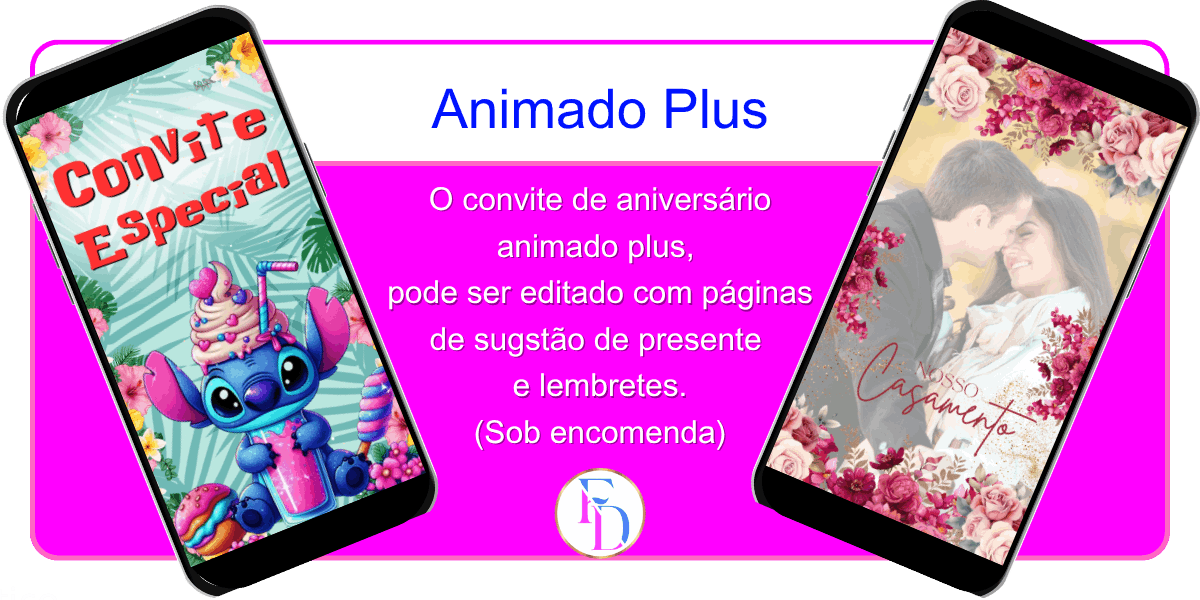 Animado Plus
Convite
Especial
O convite de aniversário
animado plus,
pode ser editado com páginas
de sugstão de presente
e lembretes.
(Sob encomenda)
NOSSO
Casamento
FD